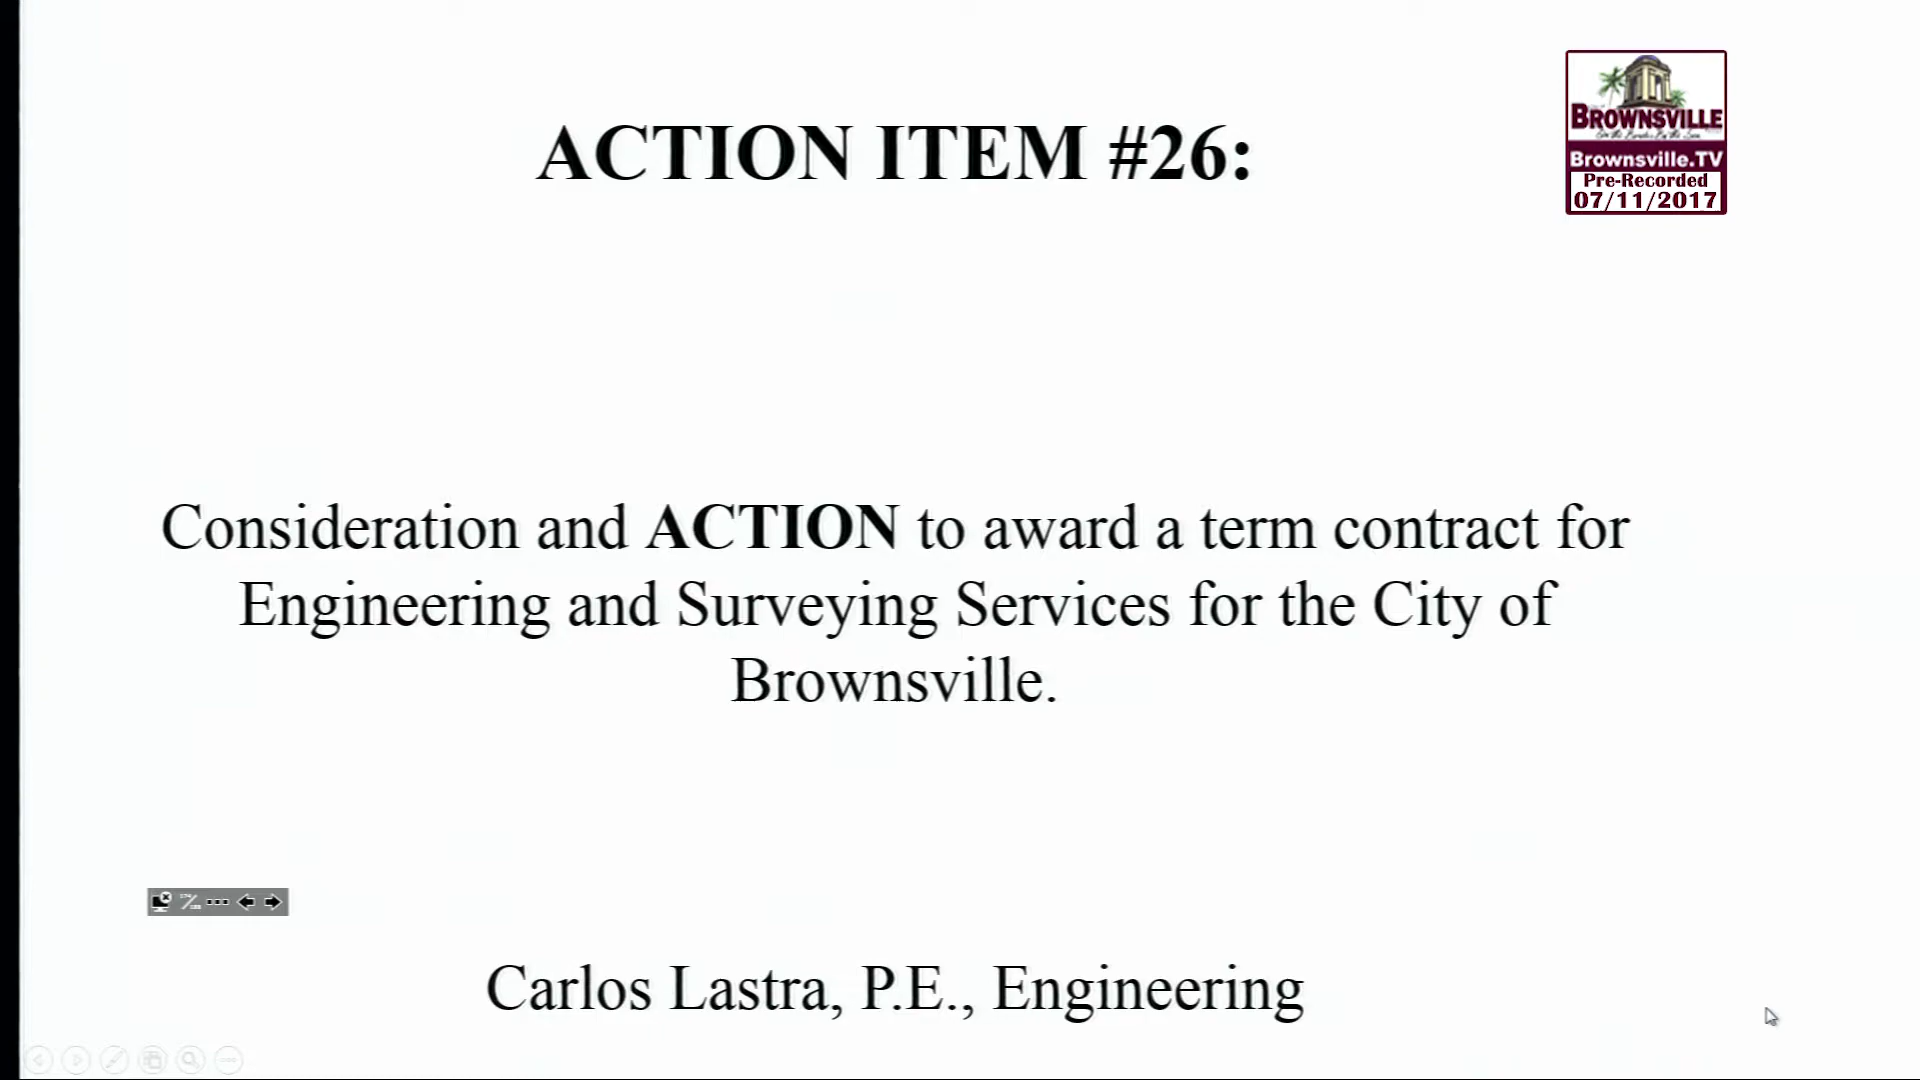 ACTION ITEM #26:
BROWNSVILLE
Brownsville.TV
Pre-Recorded
07/11/2017
Consideration and ACTION to award a term contract for
Engineering and Surveying Services for the City of
Brownsville.
Carlos Lastra, P.E., Engineering